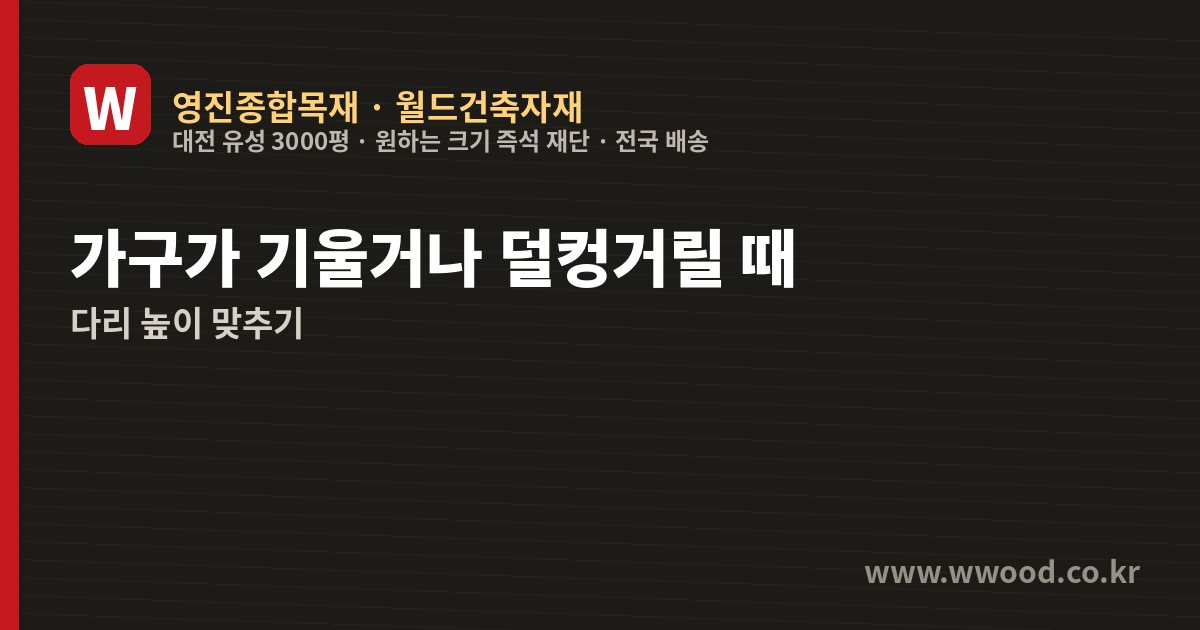 W
영진종합목재 · 월드건축자재
대전 유성 3000평 · 원하는 크기 즉석 재단 · 전국 배송
가구가 기울거나 덜컹거릴 때
다리 높이 맞추기
www.wwood.co.kr